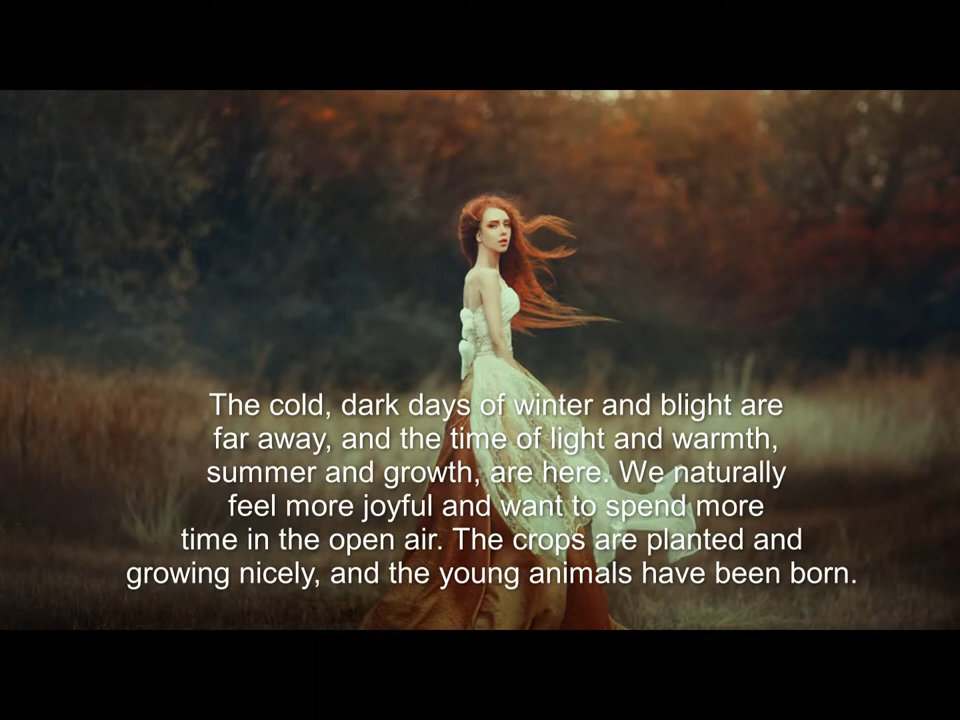 The cold, dark days of winter and blight are
far away, and the time of light and warmth,
summer and growth, are here. We naturally
feel more joyful and want to spend more
time in the open air. The crops are planted and
growing nicely, and the young animals have been born.